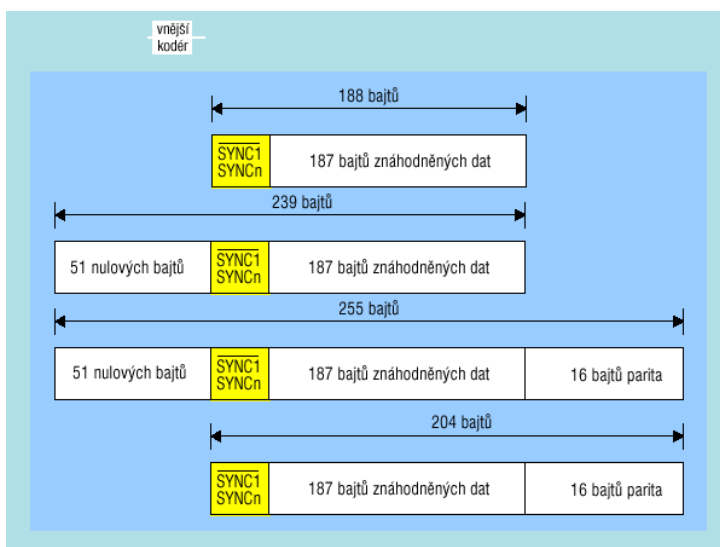 vnější
kodér
188 bajtů
SYNC1
SYNCn
187 bajtů znáhodněných dat
239 bajtů
51 nulových bajtů
SYNC1
SYNCn
187 bajtů znáhodněných dat
255 bajtů
51 nulových bajtů
SYNC1
SYNCn
187 bajtů znáhodněných dat
16 bajtů parita
204 bajtů
SYNC1
SYNCn
187 bajtů znáhodněných dat
16 bajtů parita